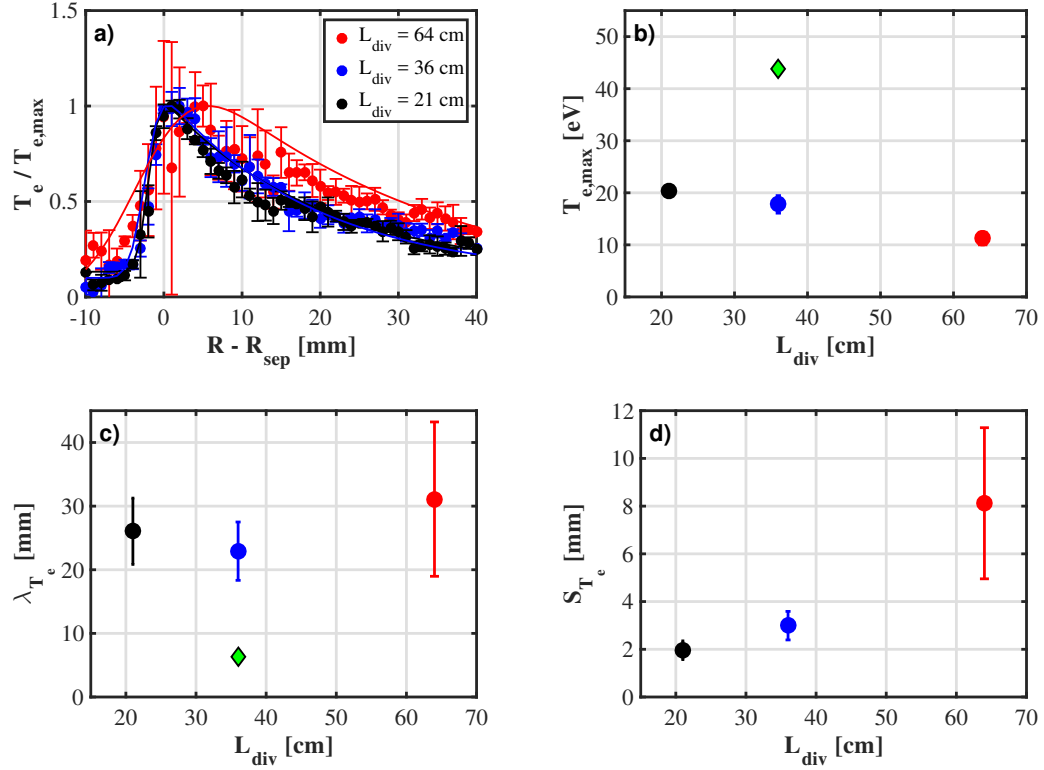 a)
L_div = 64 cm
L_div = 36 cm
L_div = 21 cm
T_e / T_e,max
1.5
1
0.5
0
-10 0 10 20 30 40
R - R_sep [mm]
b)
T_e,max [eV]
50
40
30
20
10
0
20 30 40 50 60 70
L_div [cm]
c)
λ_T_e [mm]
40
30
20
10
0
20 30 40 50 60 70
L_div [cm]
d)
S_T_e [mm]
12
10
8
6
4
2
0
20 30 40 50 60 70
L_div [cm]